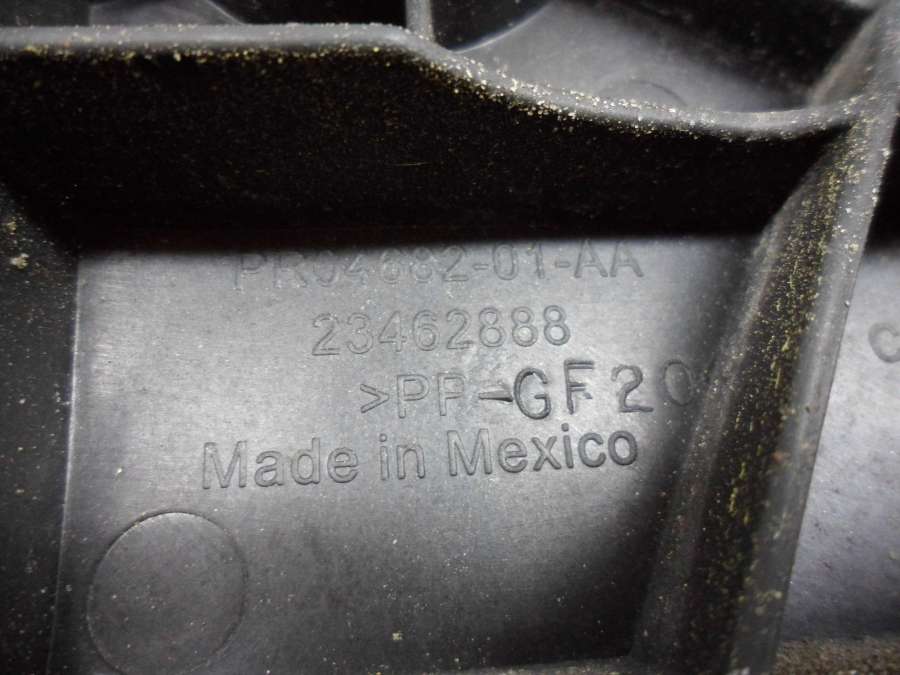 PR04682-01-AA
23462888
>PP-GF20
Made in Mexico